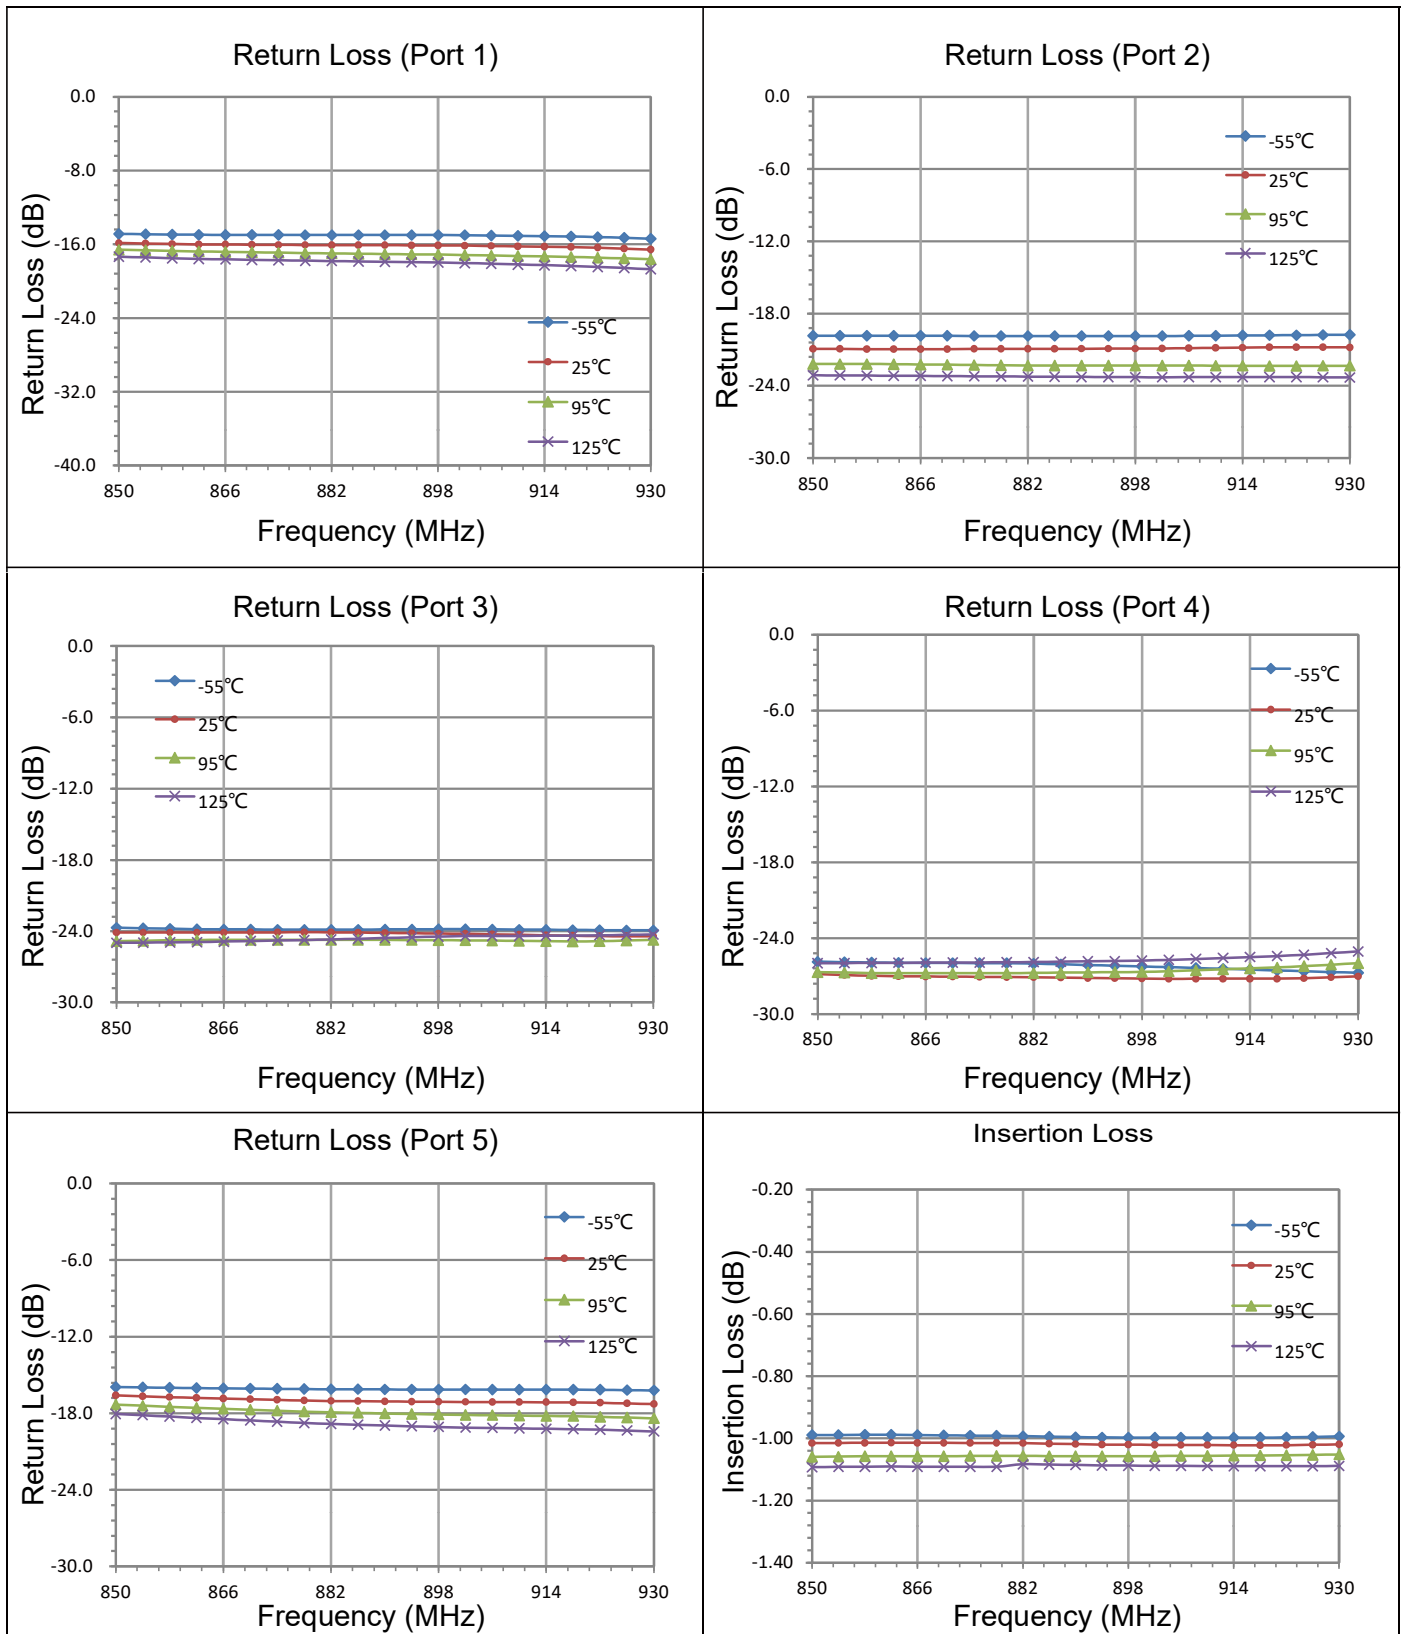 Return Loss (Port 1)
Return Loss (dB)
0.0
-8.0
-16.0
-24.0
-32.0
-40.0
-55℃
25℃
95℃
125℃
850 866 882 898 914 930
Frequency (MHz)
Return Loss (Port 2)
Return Loss (dB)
0.0
-6.0
-12.0
-18.0
-24.0
-30.0
-55℃
25℃
95℃
125℃
850 866 882 898 914 930
Frequency (MHz)
Return Loss (Port 3)
Return Loss (dB)
0.0
-6.0
-12.0
-18.0
-24.0
-30.0
-55℃
25℃
95℃
125℃
850 866 882 898 914 930
Frequency (MHz)
Return Loss (Port 4)
Return Loss (dB)
0.0
-6.0
-12.0
-18.0
-24.0
-30.0
-55℃
25℃
95℃
125℃
850 866 882 898 914 930
Frequency (MHz)
Return Loss (Port 5)
Return Loss (dB)
0.0
-6.0
-12.0
-18.0
-24.0
-30.0
-55℃
25℃
95℃
125℃
850 866 882 898 914 930
Frequency (MHz)
Insertion Loss
Insertion Loss (dB)
-0.20
-0.40
-0.60
-0.80
-1.00
-1.20
-1.40
-55℃
25℃
95℃
125℃
850 866 882 898 914 930
Frequency (MHz)